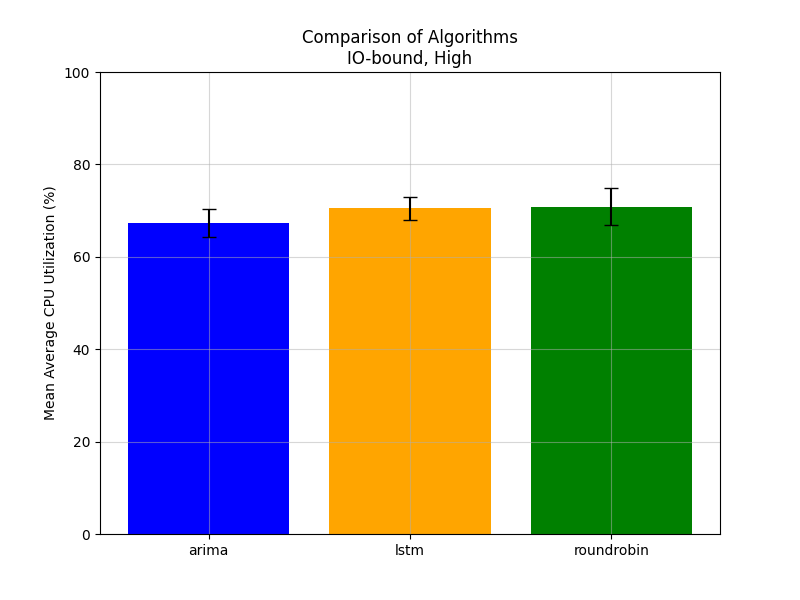 Comparison of Algorithms
IO-bound, High
Mean Average CPU Utilization (%)
100
80
60
40
20
0
arima
lstm
roundrobin